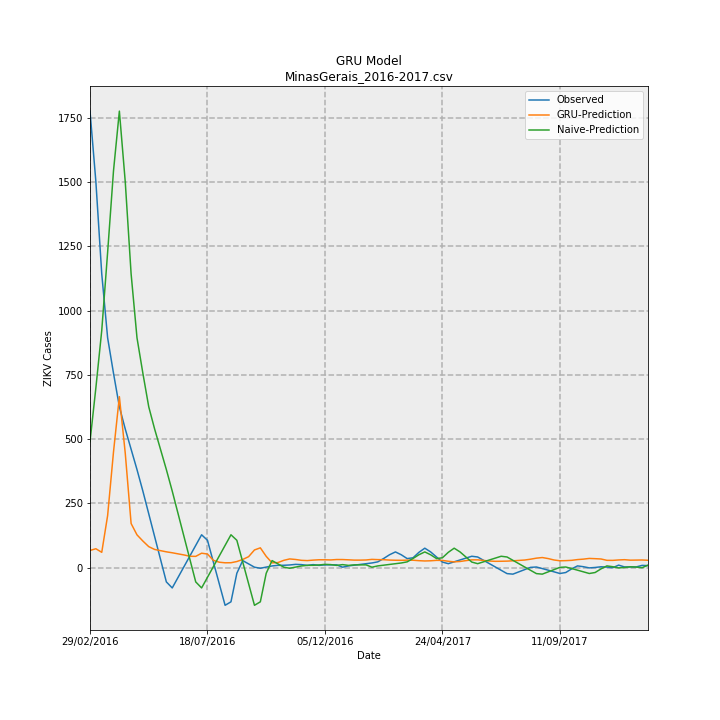 GRU Model
MinasGerais_2016-2017.csv
Observed
GRU-Prediction
Naive-Prediction
ZIKV Cases
1750
1500
1250
1000
750
500
250
0
29/02/2016
18/07/2016
05/12/2016
24/04/2017
11/09/2017
Date